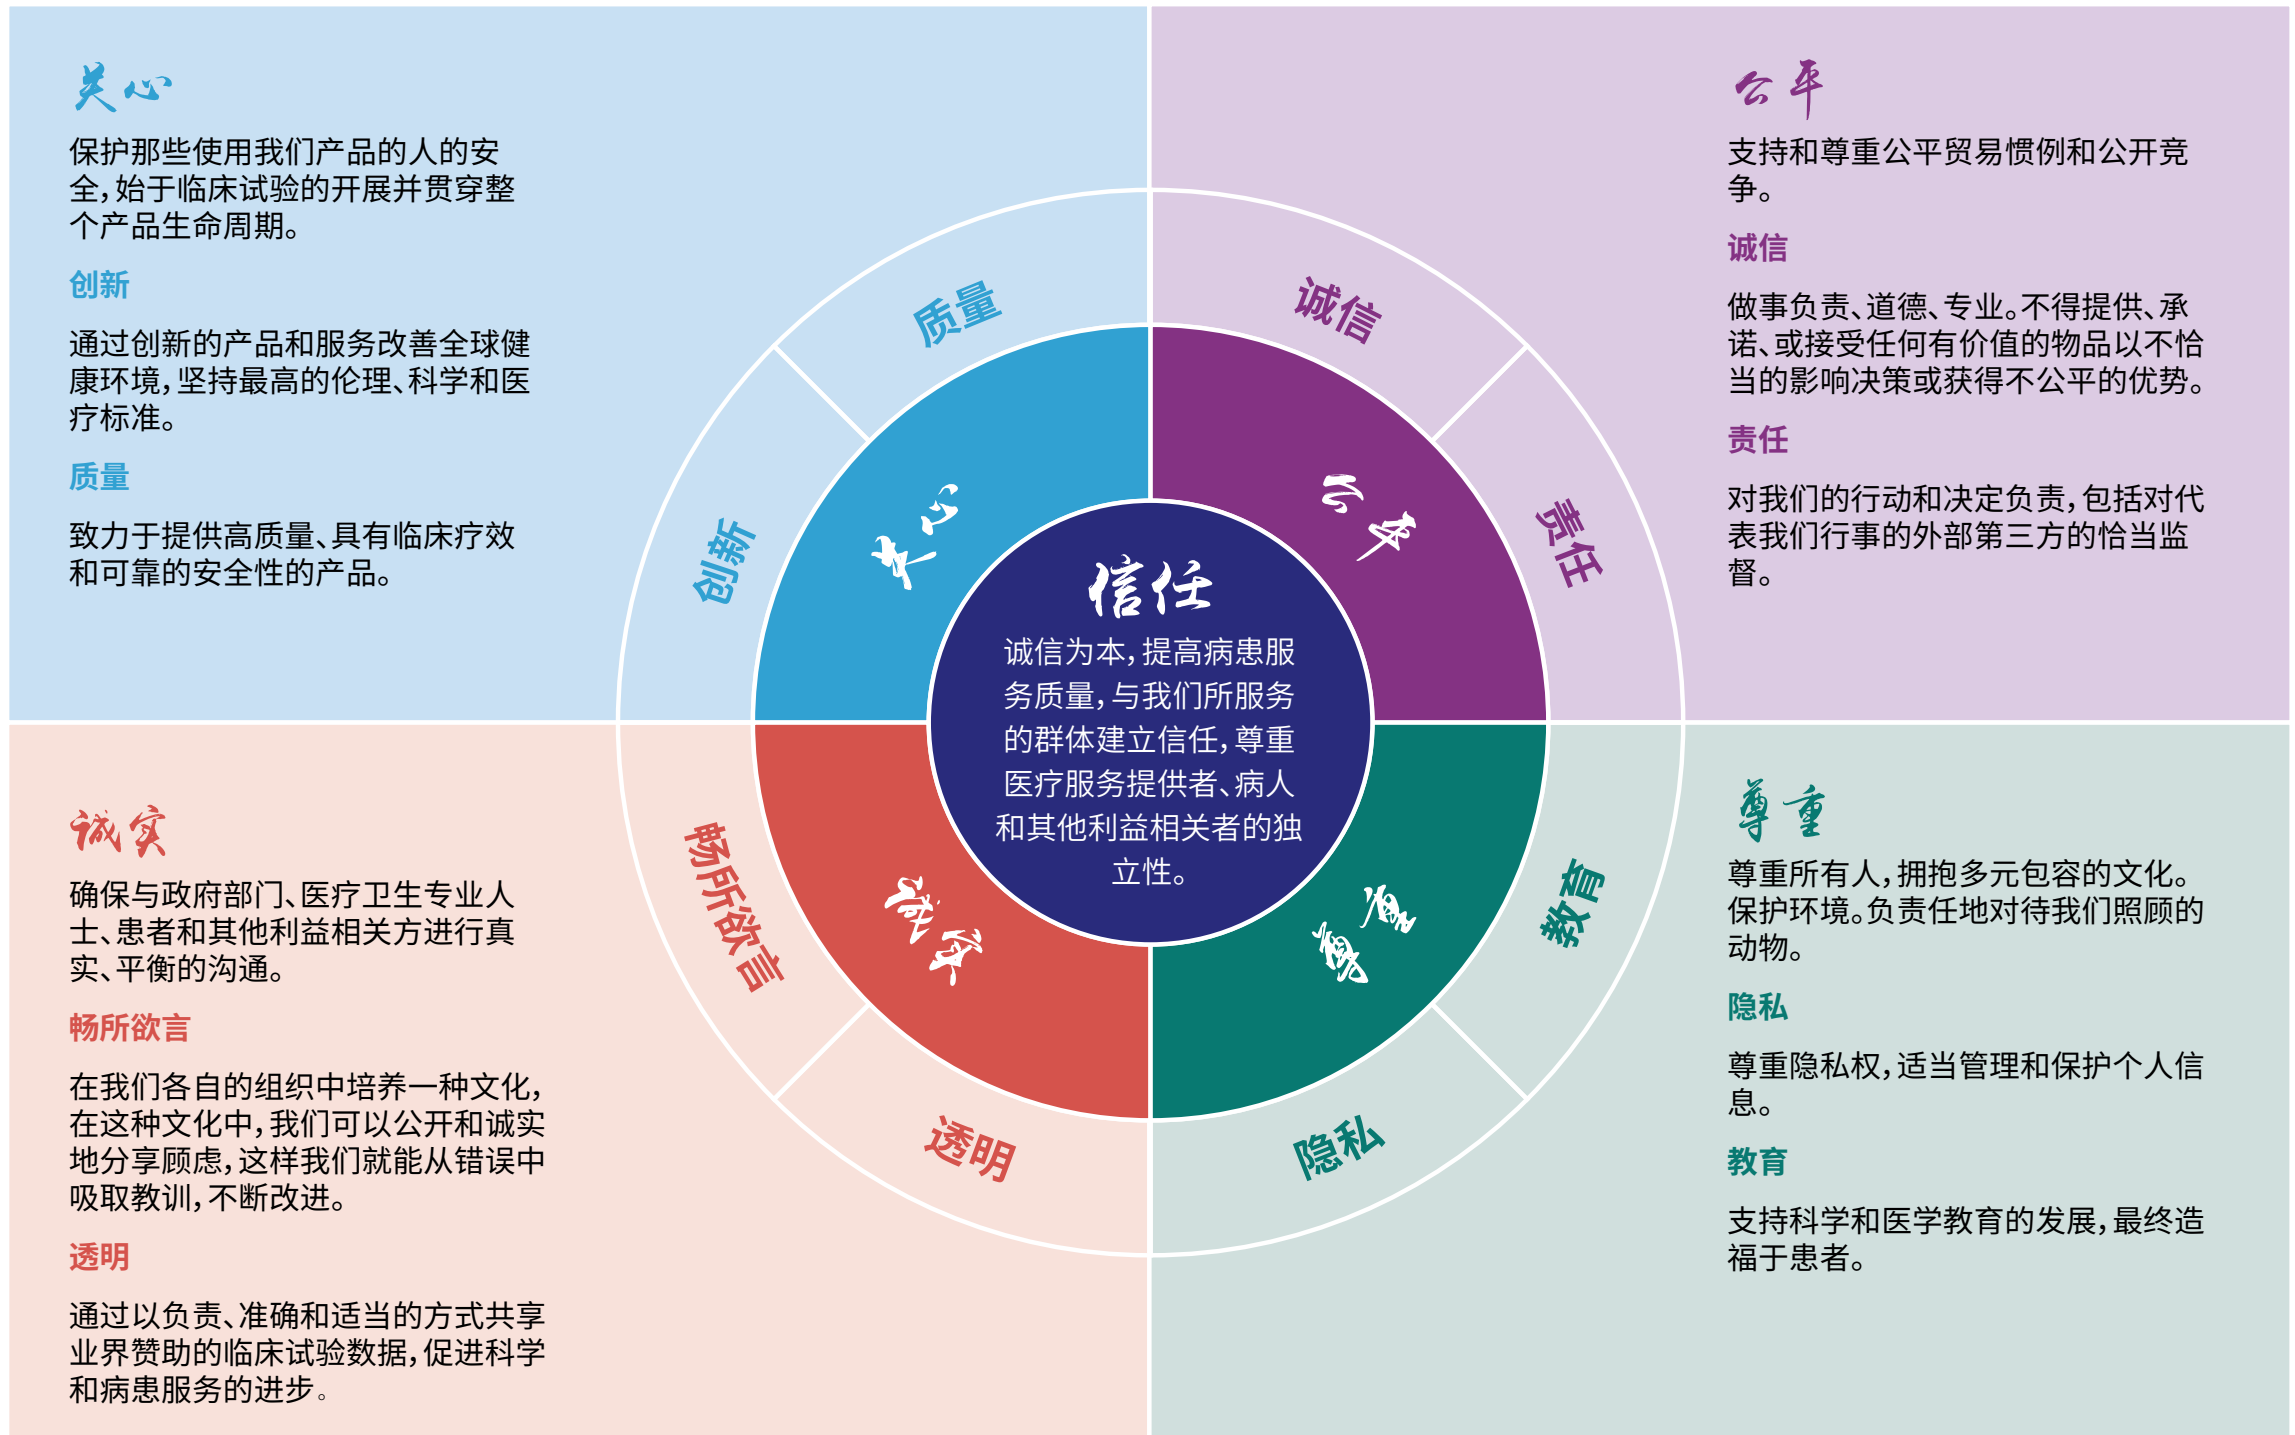 关心
保护那些使用我们产品的人的安
全，始于临床试验的开展并贯穿整
个产品生命周期。
创新
通过创新的产品和服务改善全球健
康环境，坚持最高的伦理、科学和医
疗标准。
质量
致力于提供高质量、具有临床疗效
和可靠的安全性的产品。
公平
支持和尊重公平贸易惯例和公开竞
争。
诚信
做事负责、道德、专业。不得提供、承
诺、或接受任何有价值的物品以不恰
当的影响决策或获得不公平的优势。
责任
对我们的行动和决定负责，包括对代
表我们行事的外部第三方的恰当监
督。
质量
诚信
创新
责任
关心
公平
信任
诚信为本，提高病患服
务质量，与我们所服务
的群体建立信任，尊重
医疗服务提供者、病人
和其他利益相关者的独
立性。
畅所欲言
诚实
尊重
教育
透明
隐私
诚实
确保与政府部门、医疗卫生专业人
士、患者和其他利益相关方进行真
实、平衡的沟通。
畅所欲言
在我们各自的组织中培养一种文化，
在这种文化中，我们可以公开和诚实
地分享顾虑，这样我们就能从错误中
吸取教训，不断改进。
透明
通过以负责、准确和适当的方式共享
业界赞助的临床试验数据，促进科学
和病患服务的进步。
尊重
尊重所有人，拥抱多元包容的文化。
保护环境。负责任地对待我们照顾的
动物。
隐私
尊重隐私权，适当管理和保护个人信
息。
教育
支持科学和医学教育的发展，最终造
福于患者。